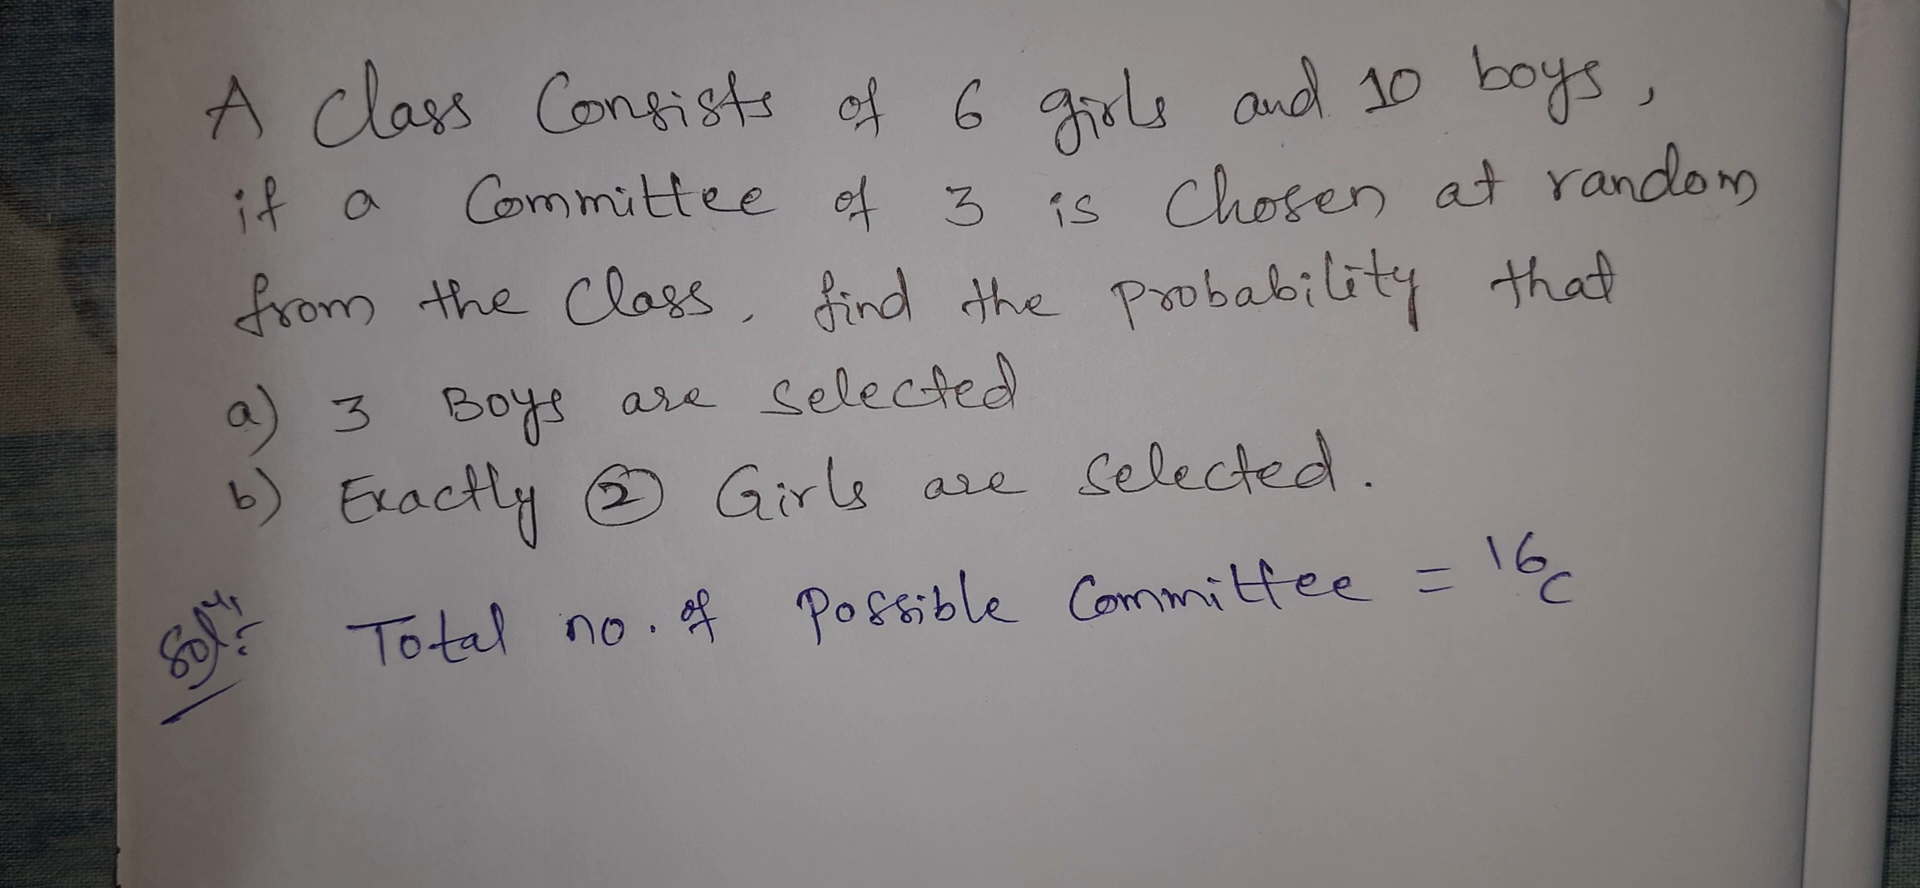 A Class Consists of 6 girls and 10 boys,
if a Committee of 3 is Chosen at random
from the Class, find the probability that
a) 3 Boys are selected
b) Exactly ② Girls are selected.
Solⁿ: Total no. of Possible Committee = ¹⁶C